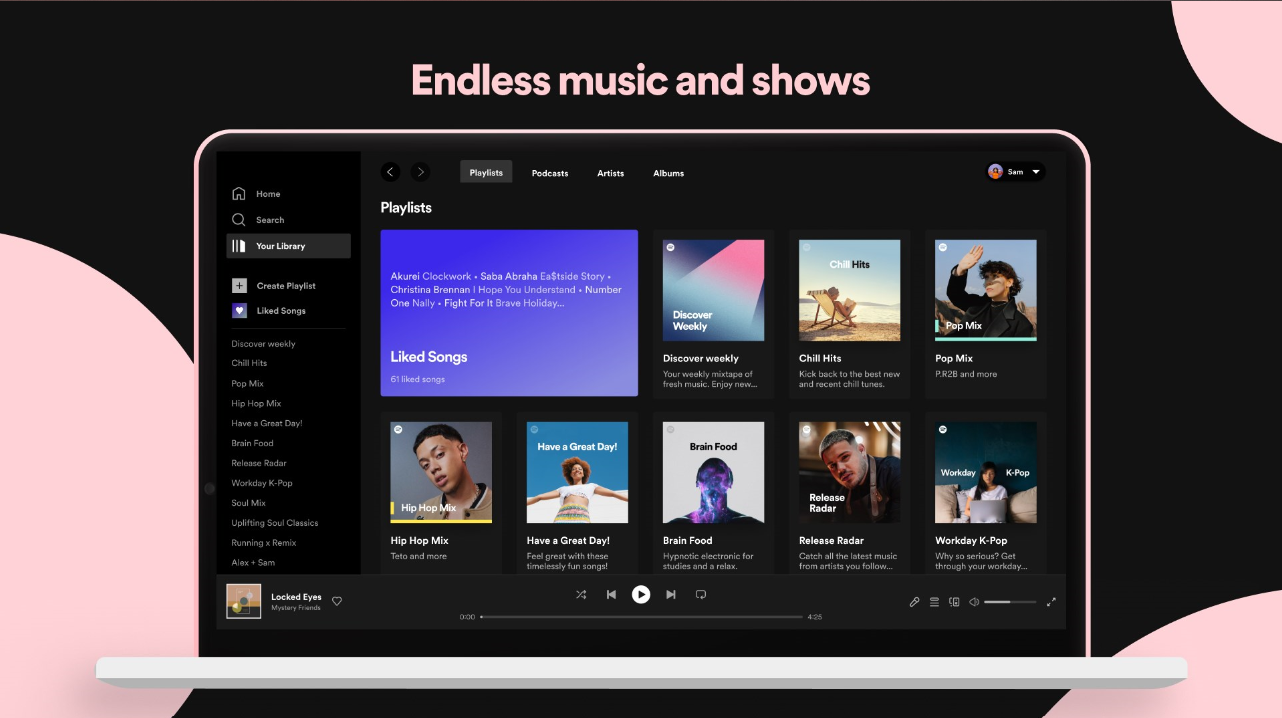 Endless music and shows
Home
Search
Your Library
Create Playlist
Liked Songs
Discover weekly
Chill Hits
Pop Mix
Hip Hop Mix
Have a Great Day!
Brain Food
Release Radar
Workday K-Pop
Soul Mix
Uplifting Soul Classics
Running x Remix
Alex + Sam
Playlists
Podcasts
Artists
Albums
Sam
Playlists
Akurei Clockwork • Saba Abraha Ea$tside Story •
Christina Brennan I Hope You Understand • Number
One Nally • Fight For It Brave Holiday...
Liked Songs
61 liked songs
Discover
Weekly
Discover weekly
Your weekly mixtape of
fresh music. Enjoy new...
Chill Hits
Chill Hits
Kick back to the best new
and recent chill tunes.
Pop Mix
Pop Mix
P.R2B and more
Hip Hop Mix
Hip Hop Mix
Teto and more
Have a Great Day!
Have a Great Day!
Feel great with these
timelessly fun songs!
Brain Food
Brain Food
Hypnotic electronic for
studies and a relax.
Release
Radar
Release Radar
Catch all the latest music
from artists you follow...
Workday K-Pop
Workday K-Pop
Why so serious? Get
through your workday...
Locked Eyes
Mystery Friends
0:00
4:25